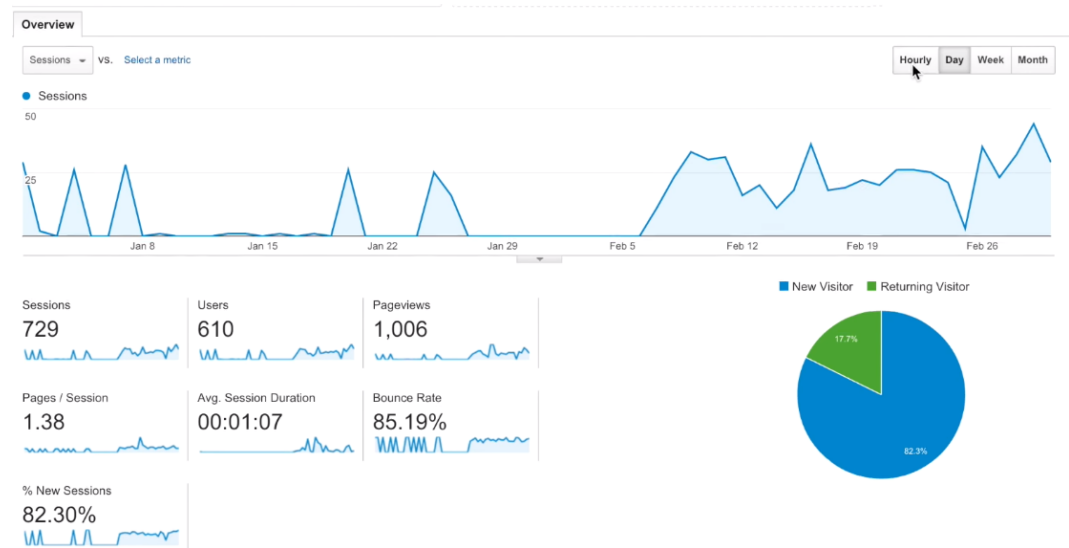 Overview
Sessions VS. Select a metric
Hourly Day Week Month
Sessions
50
25
Jan 8 Jan 15 Jan 22 Jan 29 Feb 5 Feb 12 Feb 19 Feb 26
New Visitor Returning Visitor
Sessions Users Pageviews
729 610 1,006
17.7%
Pages / Session Avg. Session Duration Bounce Rate
1.38 00:01:07 85.19%
82.3%
% New Sessions
82.30%